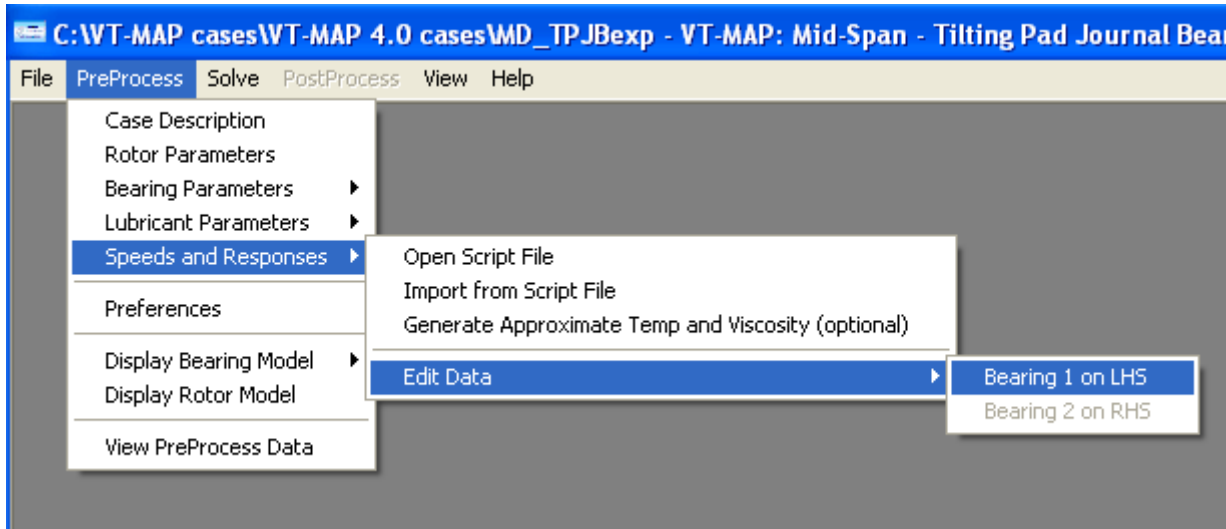 C:\VT-MAP cases\VT-MAP 4.0 cases\MD_TPJBexp - VT-MAP: Mid-Span - Tilting Pad Journal Bear
File PreProcess Solve PostProcess View Help
Case Description
Rotor Parameters
Bearing Parameters
Lubricant Parameters
Speeds and Responses
Preferences
Display Bearing Model
Display Rotor Model
View PreProcess Data
Open Script File
Import from Script File
Generate Approximate Temp and Viscosity (optional)
Edit Data
Bearing 1 on LHS
Bearing 2 on RHS